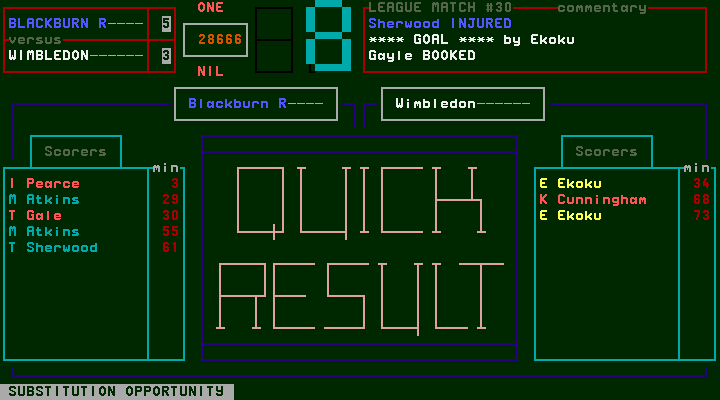 BLACKBURN R---- 5
versus
WIMBLEDON----- 3
ONE
28666
NIL
8
LEAGUE MATCH #30 commentary
Sherwood INJURED
**** GOAL **** by Ekoku
Gayle BOOKED
Blackburn R----
Wimbledon------
Scorers
min
I Pearce 3
M Atkins 29
T Gale 30
M Atkins 55
T Sherwood 61
QUICK
RESULT
Scorers
min
E Ekoku 34
K Cunningham 68
E Ekoku 73
SUBSTITUTION OPPORTUNITY